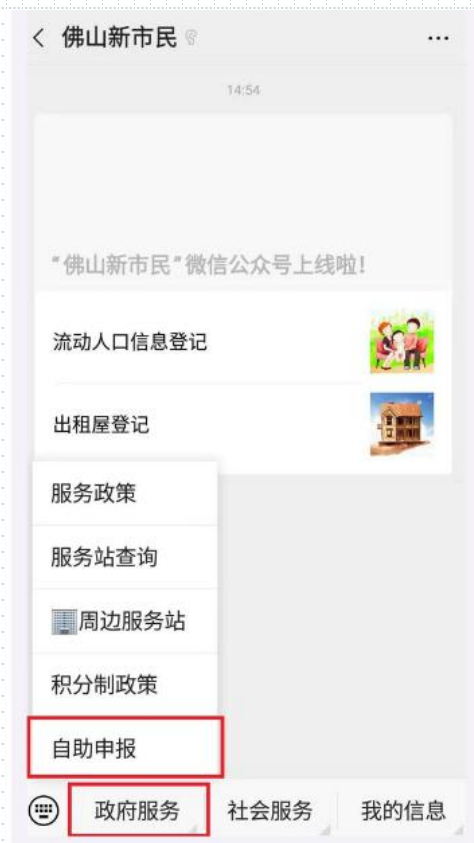 佛山新市民
14:54
“佛山新市民”微信公众号上线啦！
流动人口信息登记
出租屋登记
服务政策
服务站查询
周边服务站
积分制政策
自助申报
政府服务 社会服务 我的信息